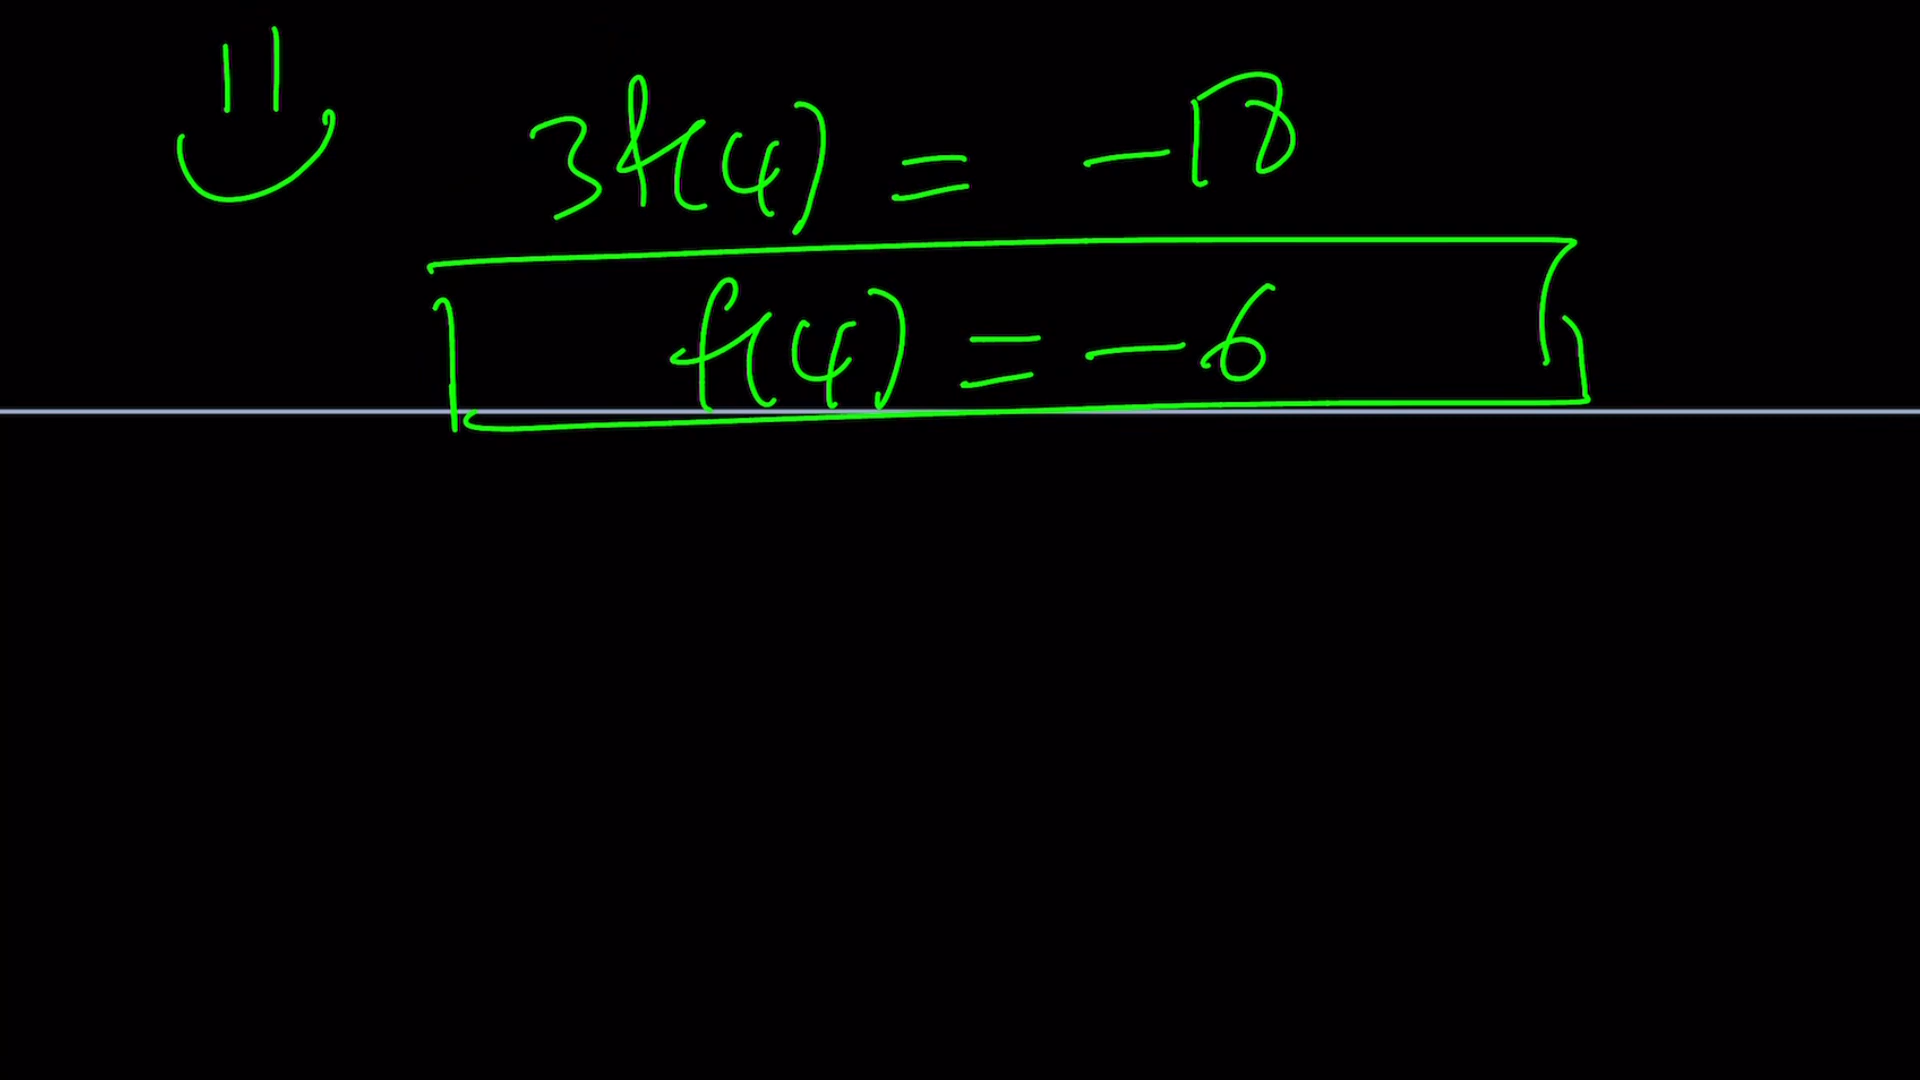 3f(4) = -18
f(4) = -6